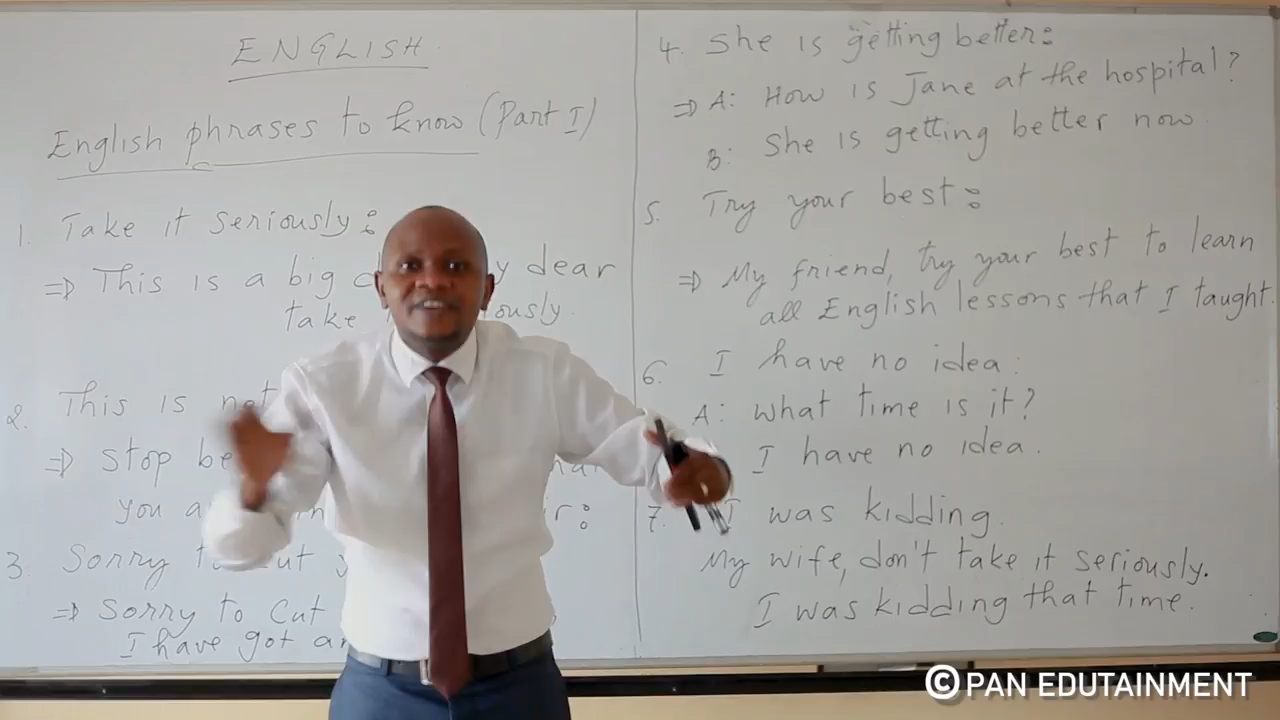 ENGLISH
English phrases to know (Part I)
1. Take it seriously:
⇒ This is a big dear
take
2. This is not
⇒ Stop
you
3. Sorry
⇒ Sorry to cut
I have got
4. She is getting better:
⇒ A: How is Jane at the hospital?
B: She is getting better now.
5. Try your best:
⇒ My friend, try your best to learn
all English lessons that I taught.
6. I have no idea:
A: what time is it?
I have no idea.
7. I was kidding.
My wife, don't take it seriously.
I was kidding that time.
© PAN EDUTAINMENT